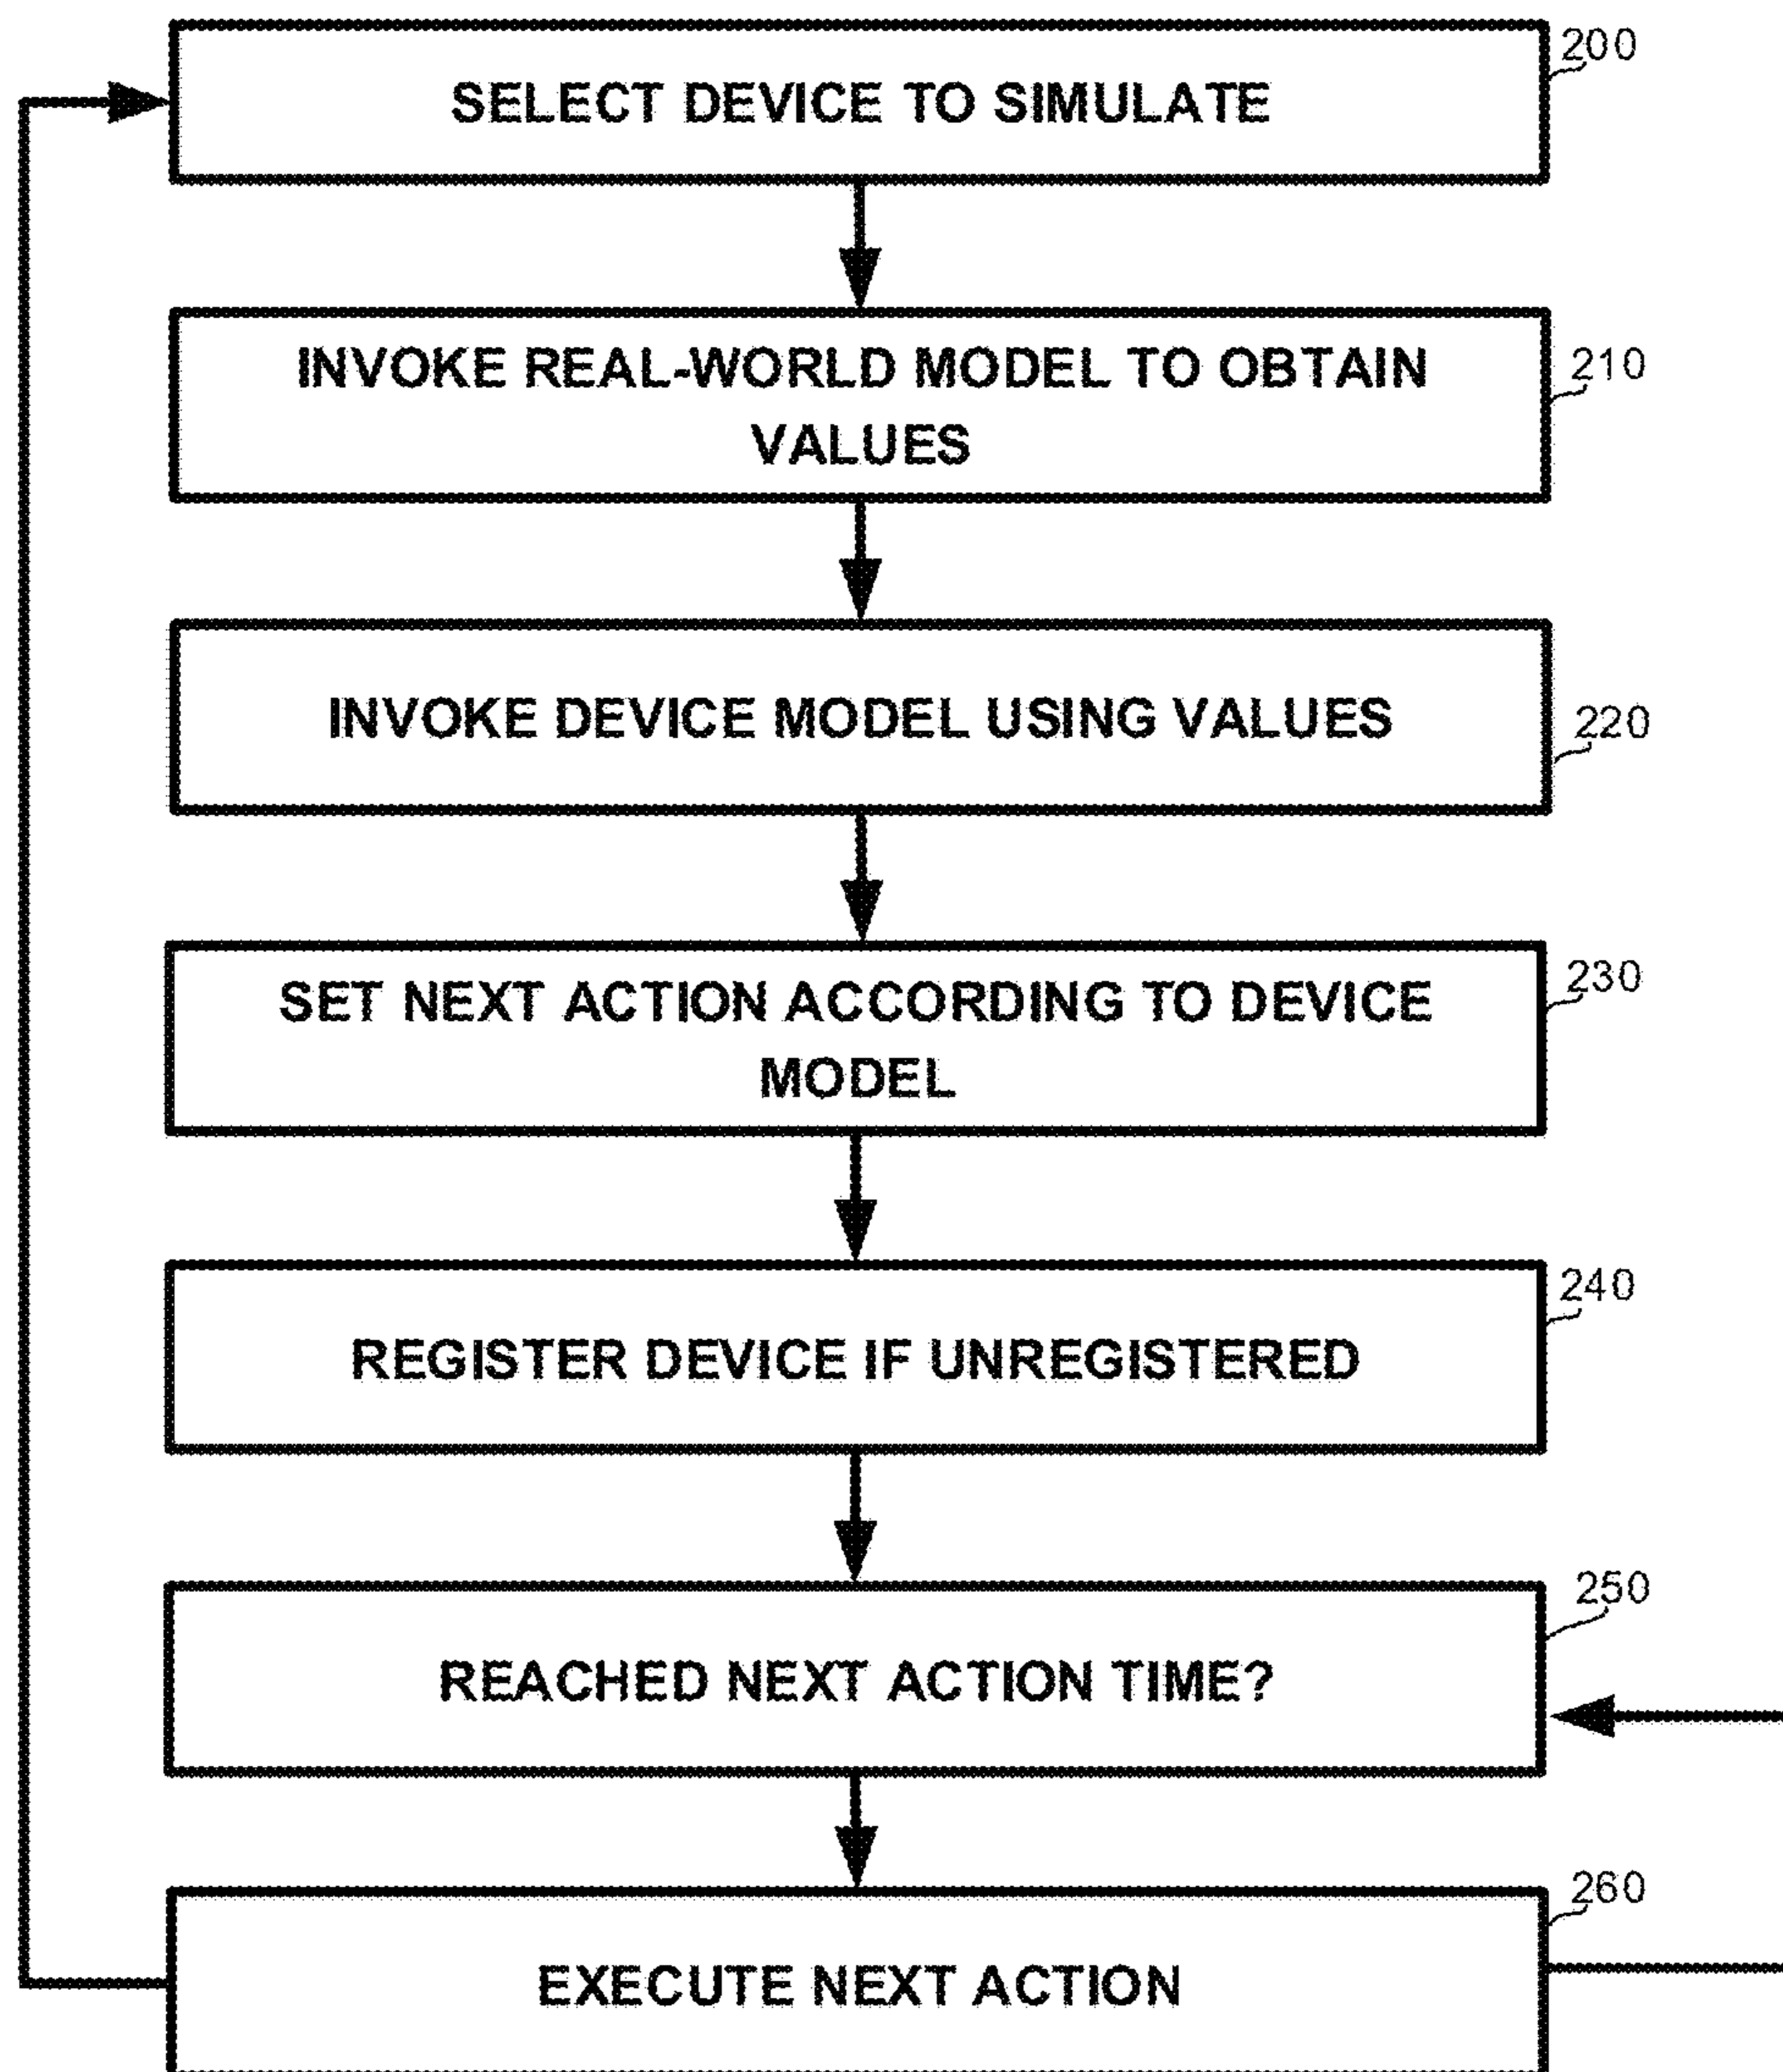 200
SELECT DEVICE TO SIMULATE
210
INVOKE REAL-WORLD MODEL TO OBTAIN
VALUES
220
INVOKE DEVICE MODEL USING VALUES
230
SET NEXT ACTION ACCORDING TO DEVICE
MODEL
240
REGISTER DEVICE IF UNREGISTERED
250
REACHED NEXT ACTION TIME?
260
EXECUTE NEXT ACTION